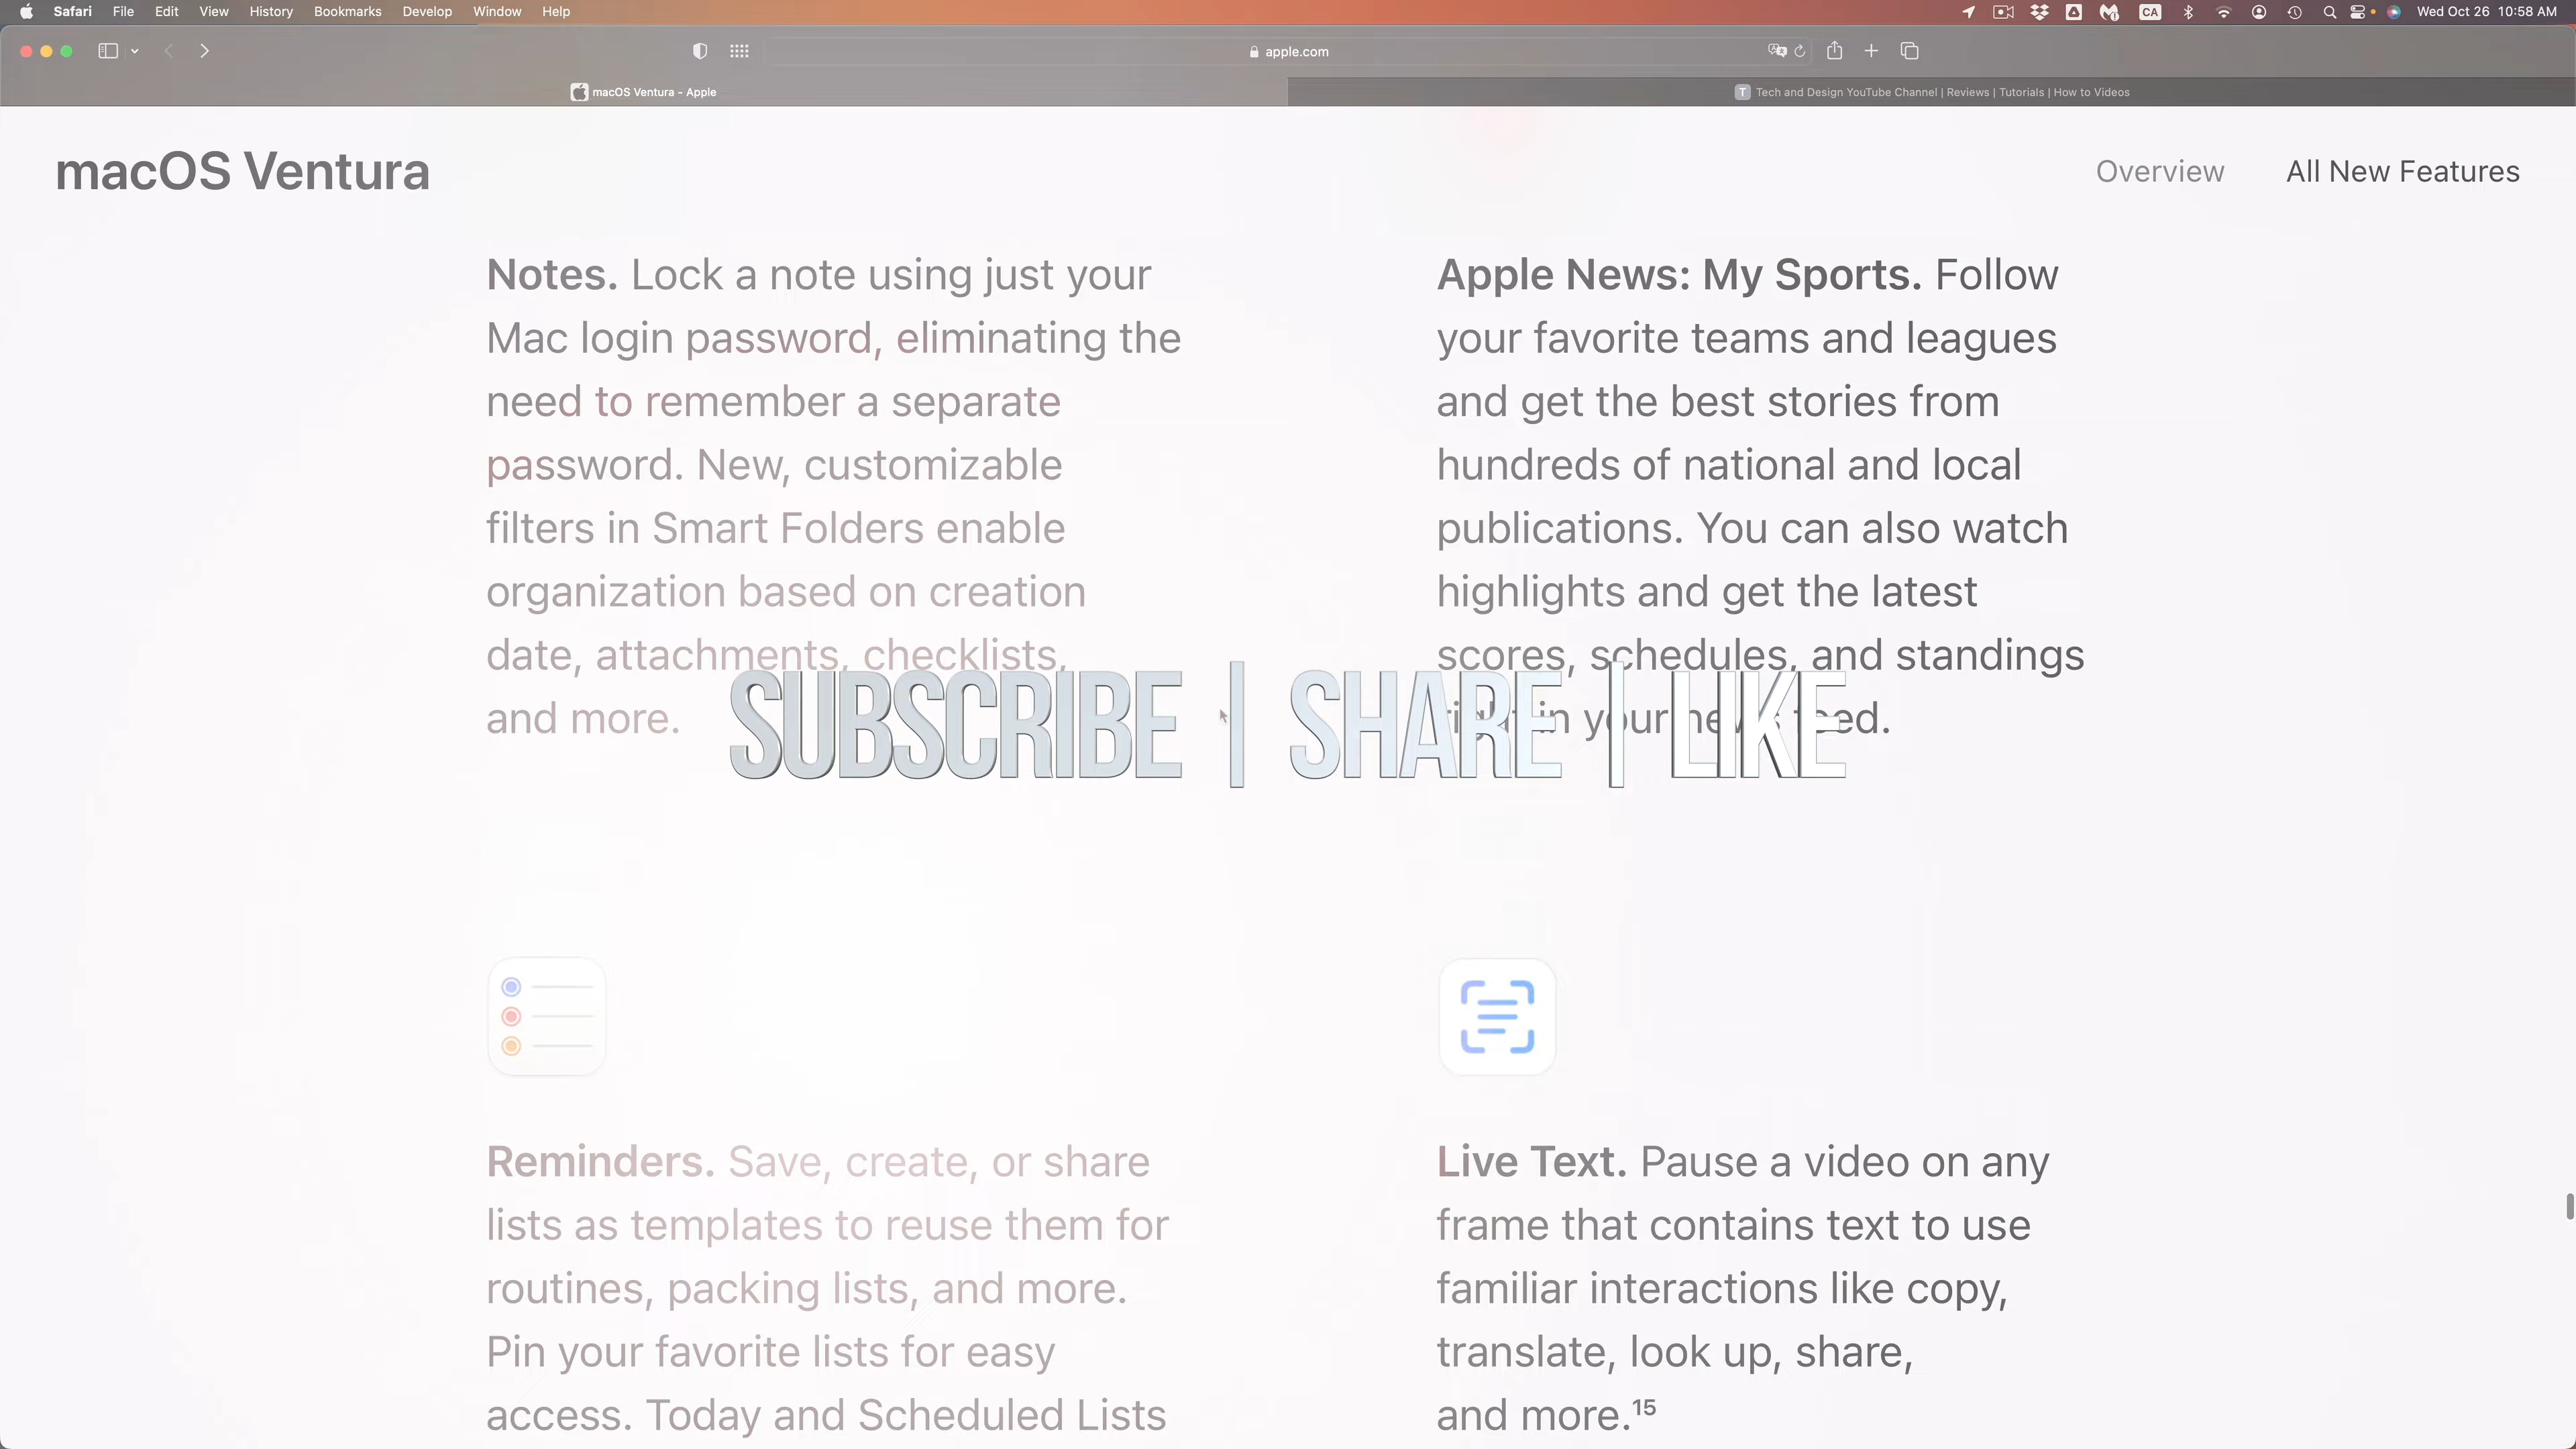 Safari File Edit View History Bookmarks Develop Window Help
CA
Wed Oct 26 10:58 AM
apple.com
macOS Ventura - Apple
T Tech and Design YouTube Channel | Reviews | Tutorials | How to Videos
macOS Ventura
Overview All New Features
Notes. Lock a note using just your
Mac login password, eliminating the
need to remember a separate
password. New, customizable
filters in Smart Folders enable
organization based on creation
date, attachments, checklists,
and more.
Apple News: My Sports. Follow
your favorite teams and leagues
and get the best stories from
hundreds of national and local
publications. You can also watch
highlights and get the latest
scores, schedules, and standings
right in your news feed.
SUBSCRIBE | SHARE | LIKE
Reminders. Save, create, or share
lists as templates to reuse them for
routines, packing lists, and more.
Pin your favorite lists for easy
access. Today and Scheduled Lists
Live Text. Pause a video on any
frame that contains text to use
familiar interactions like copy,
translate, look up, share,
and more.15